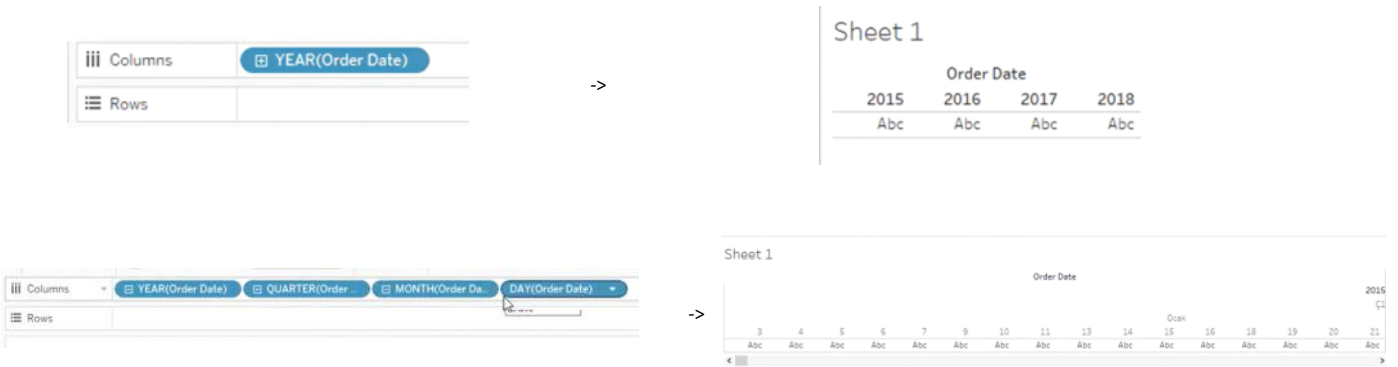 Columns YEAR(Order Date)
Rows
->
Sheet 1
Order Date
2015 2016 2017 2018
Abc Abc Abc Abc
Columns YEAR(Order Date) QUARTER(Order .. MONTH(Order Da.. DAY(Order Date)
Rows
->
Sheet 1
Order Date
2015
Ç1
Ocak
3 4 5 6 7 9 10 11 13 14 15 16 18 19 20 21
Abc Abc Abc Abc Abc Abc Abc Abc Abc Abc Abc Abc Abc Abc Abc Abc